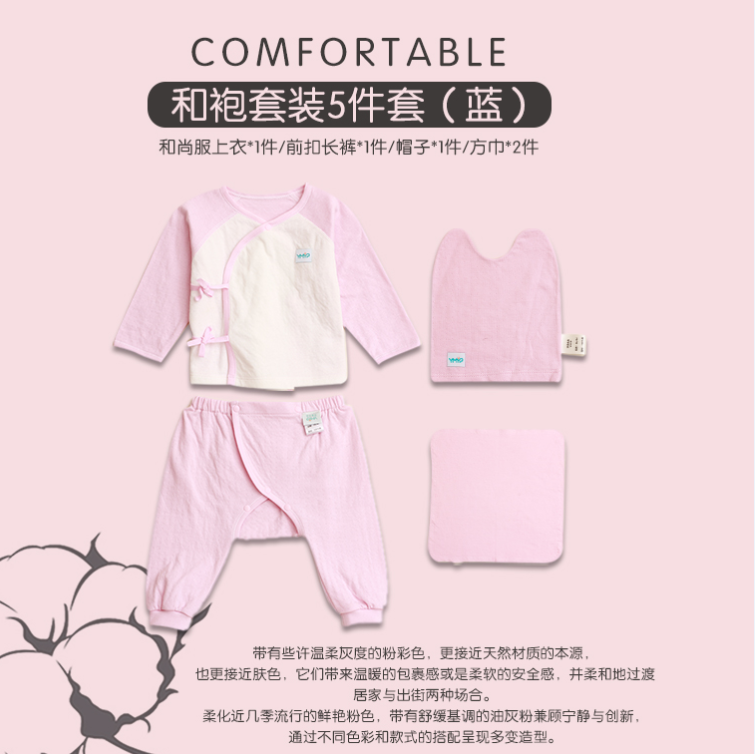 COMFORTABLE
和袍套装5件套（蓝）
和尚服上衣*1件/前扣长裤*1件/帽子*1件/方巾*2件
带有些许温柔灰度的粉彩色，更接近天然材质的本源，
也更接近肤色，它们带来温暖的包裹感或是柔软的安全感，并柔和地过渡
居家与出街两种场合。
柔化近几季流行的鲜艳粉色，带有舒缓基调的油灰粉兼顾宁静与创新，
通过不同色彩和款式的搭配呈现多变造型。